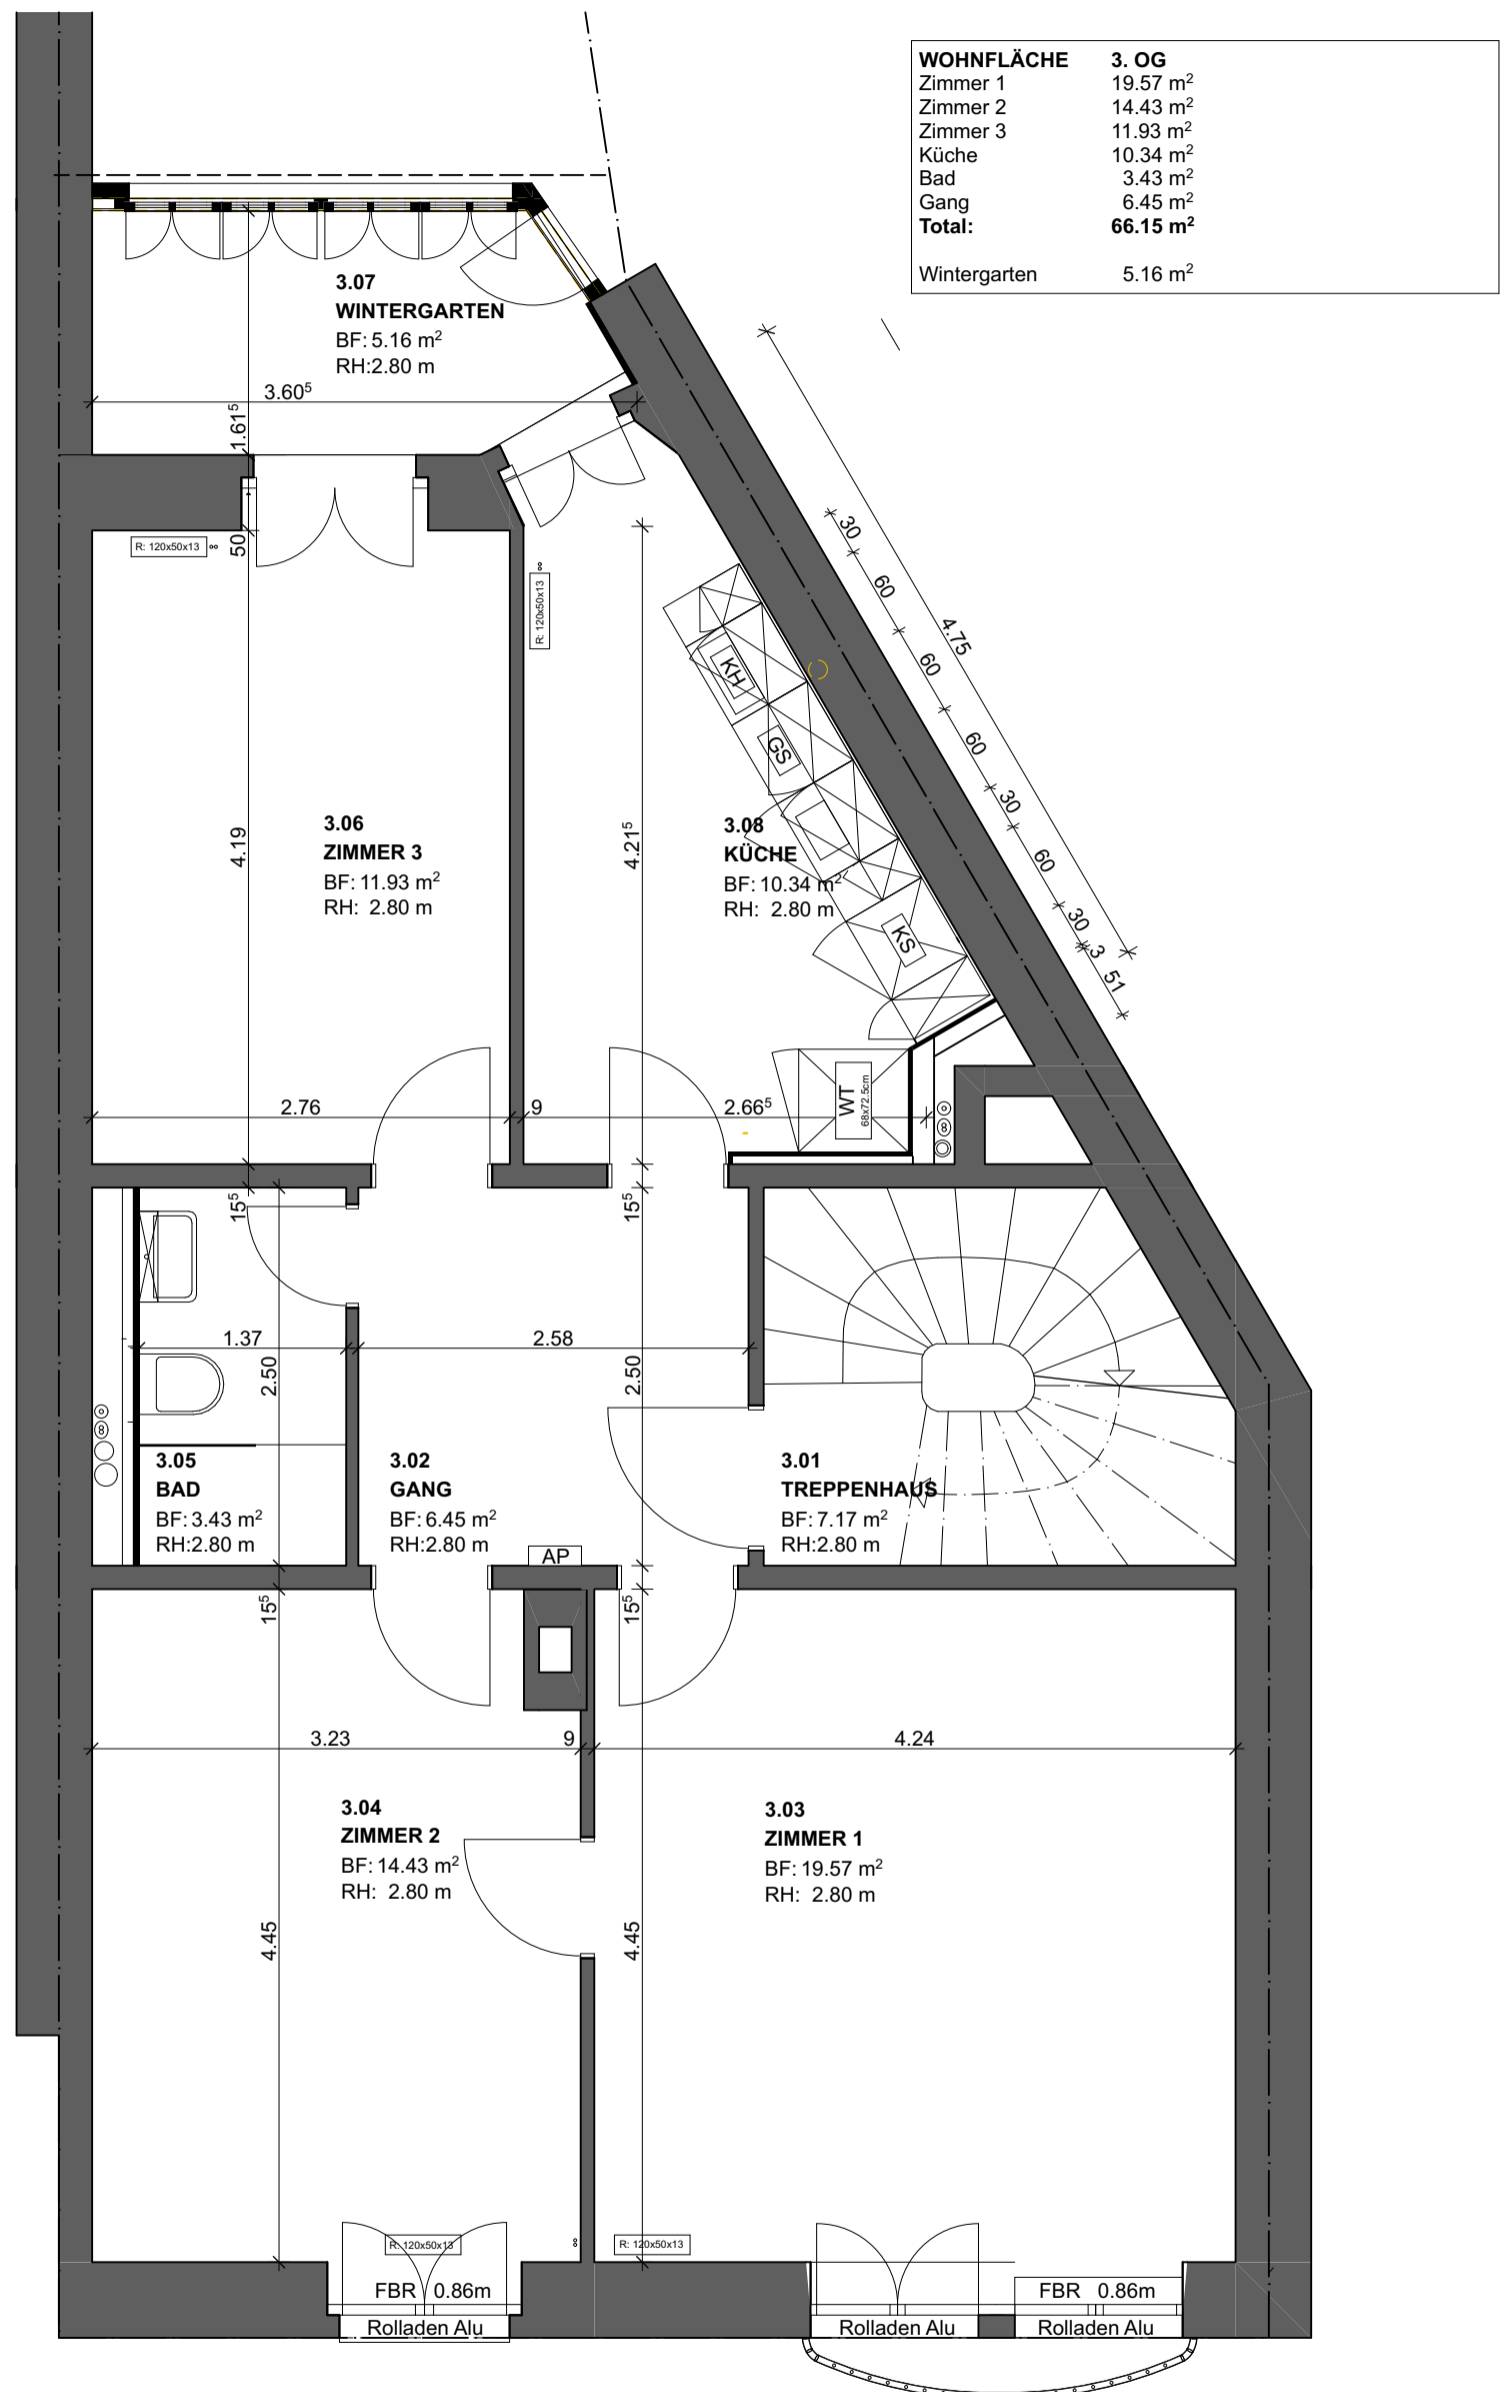 WOHNFLÄCHE 3. OG
Zimmer 1 19.57 m²
Zimmer 2 14.43 m²
Zimmer 3 11.93 m²
Küche 10.34 m²
Bad 3.43 m²
Gang 6.45 m²
Total: 66.15 m²
Wintergarten 5.16 m²
3.07
WINTERGARTEN
BF: 5.16 m²
RH:2.80 m
3.60⁵
1.61⁵
50
R: 120x50x13
R: 120x50x13
30
60
4.75
60
60
60
30
60
30
3
51
KH
GS
KS
3.06
ZIMMER 3
BF: 11.93 m²
RH: 2.80 m
4.19
4.21⁵
3.08
KÜCHE
BF: 10.34 m²
RH: 2.80 m
WT
68x72.5cm
2.76
9
2.66⁵
15⁵
15⁵
1.37
2.58
2.50
2.50
3.05
BAD
BF: 3.43 m²
RH:2.80 m
3.02
GANG
BF: 6.45 m²
RH:2.80 m
3.01
TREPPENHAUS
BF: 7.17 m²
RH:2.80 m
AP
15⁵
15⁵
3.23
9
4.24
3.04
ZIMMER 2
BF: 14.43 m²
RH: 2.80 m
3.03
ZIMMER 1
BF: 19.57 m²
RH: 2.80 m
4.45
4.45
R: 120x50x13
R: 120x50x13
FBR 0.86m
FBR 0.86m
Rolladen Alu
Rolladen Alu
Rolladen Alu